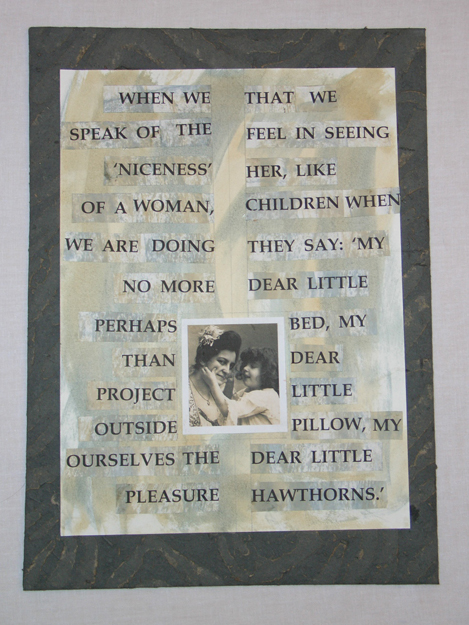 WHEN WE
SPEAK OF THE
‘NICENESS’
OF A WOMAN,
WE ARE DOING
NO MORE
PERHAPS
THAN
PROJECT
OUTSIDE
OURSELVES THE
PLEASURE
THAT WE
FEEL IN SEEING
HER, LIKE
CHILDREN WHEN
THEY SAY: ‘MY
DEAR LITTLE
BED, MY
DEAR
LITTLE
PILLOW, MY
DEAR LITTLE
HAWTHORNS.’